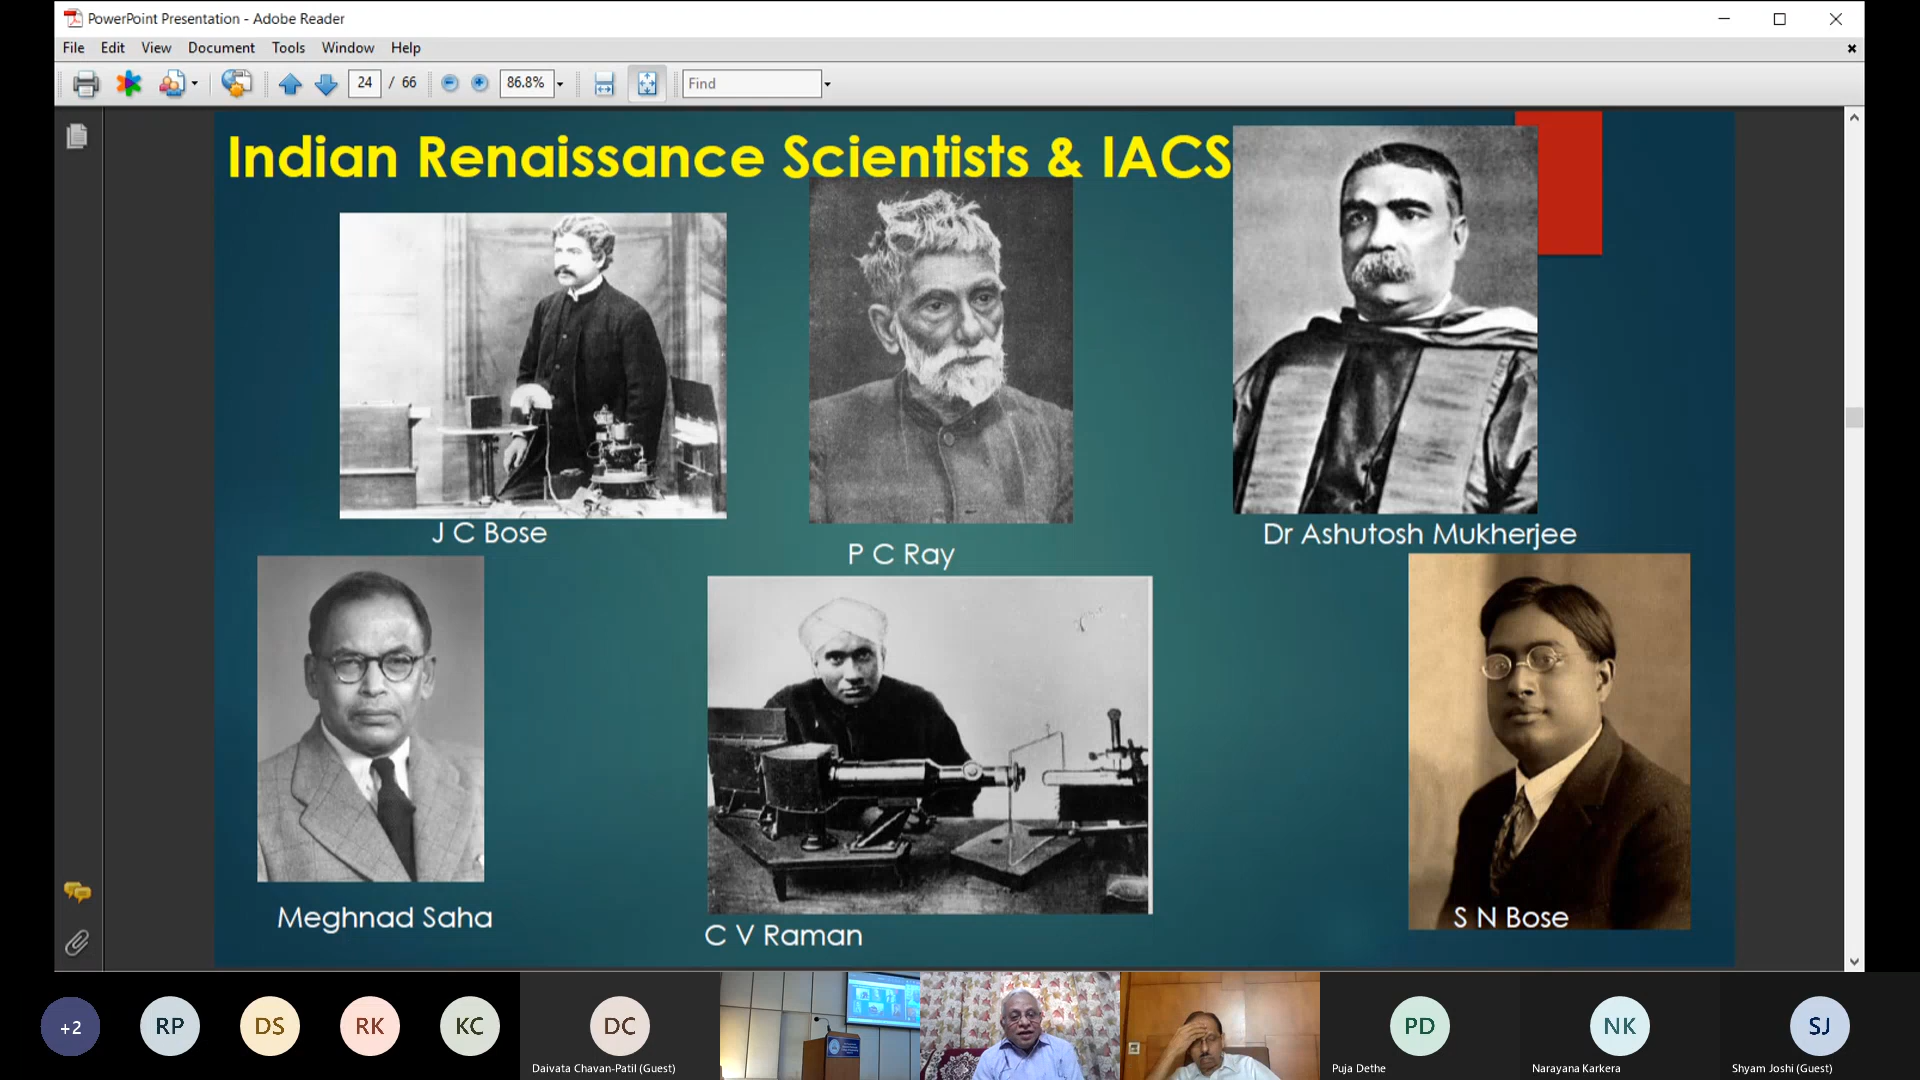 PowerPoint Presentation - Adobe Reader
File Edit View Document Tools Window Help
24 / 66 86.8% Find
Indian Renaissance Scientists & IACS
J C Bose
P C Ray
Dr Ashutosh Mukherjee
Meghnad Saha
C V Raman
S N Bose
+2 RP DS RK KC DC PD NK SJ
Daivata Chavan-Patil (Guest) Puja Dethe Narayana Karkera Shyam Joshi (Guest)